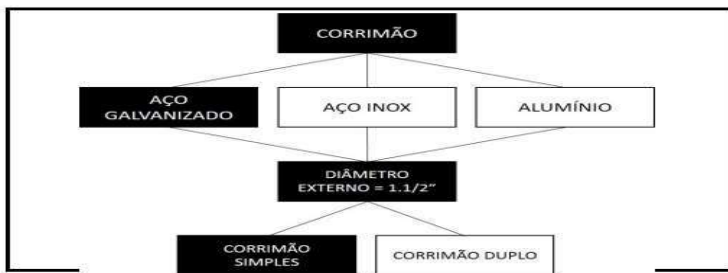 CORRIMÃO
AÇO
GALVANIZADO
AÇO INOX
ALUMÍNIO
DIÂMETRO
EXTERNO = 1.1/2”
CORRIMÃO
SIMPLES
CORRIMÃO DUPLO